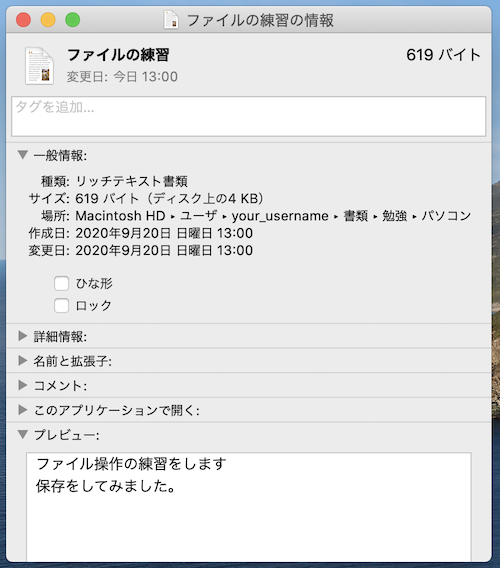 ファイルの練習の情報
ファイルの練習 619 バイト
変更日: 今日 13:00
タグを追加...
一般情報:
種類: リッチテキスト書類
サイズ: 619 バイト（ディスク上の4 KB）
場所: Macintosh HD ▸ ユーザ ▸ your_username ▸ 書類 ▸ 勉強 ▸ パソコン
作成日: 2020年9月20日 日曜日 13:00
変更日: 2020年9月20日 日曜日 13:00
ひな形
ロック
詳細情報:
名前と拡張子:
コメント:
このアプリケーションで開く:
プレビュー:
ファイル操作の練習をします
保存をしてみました。